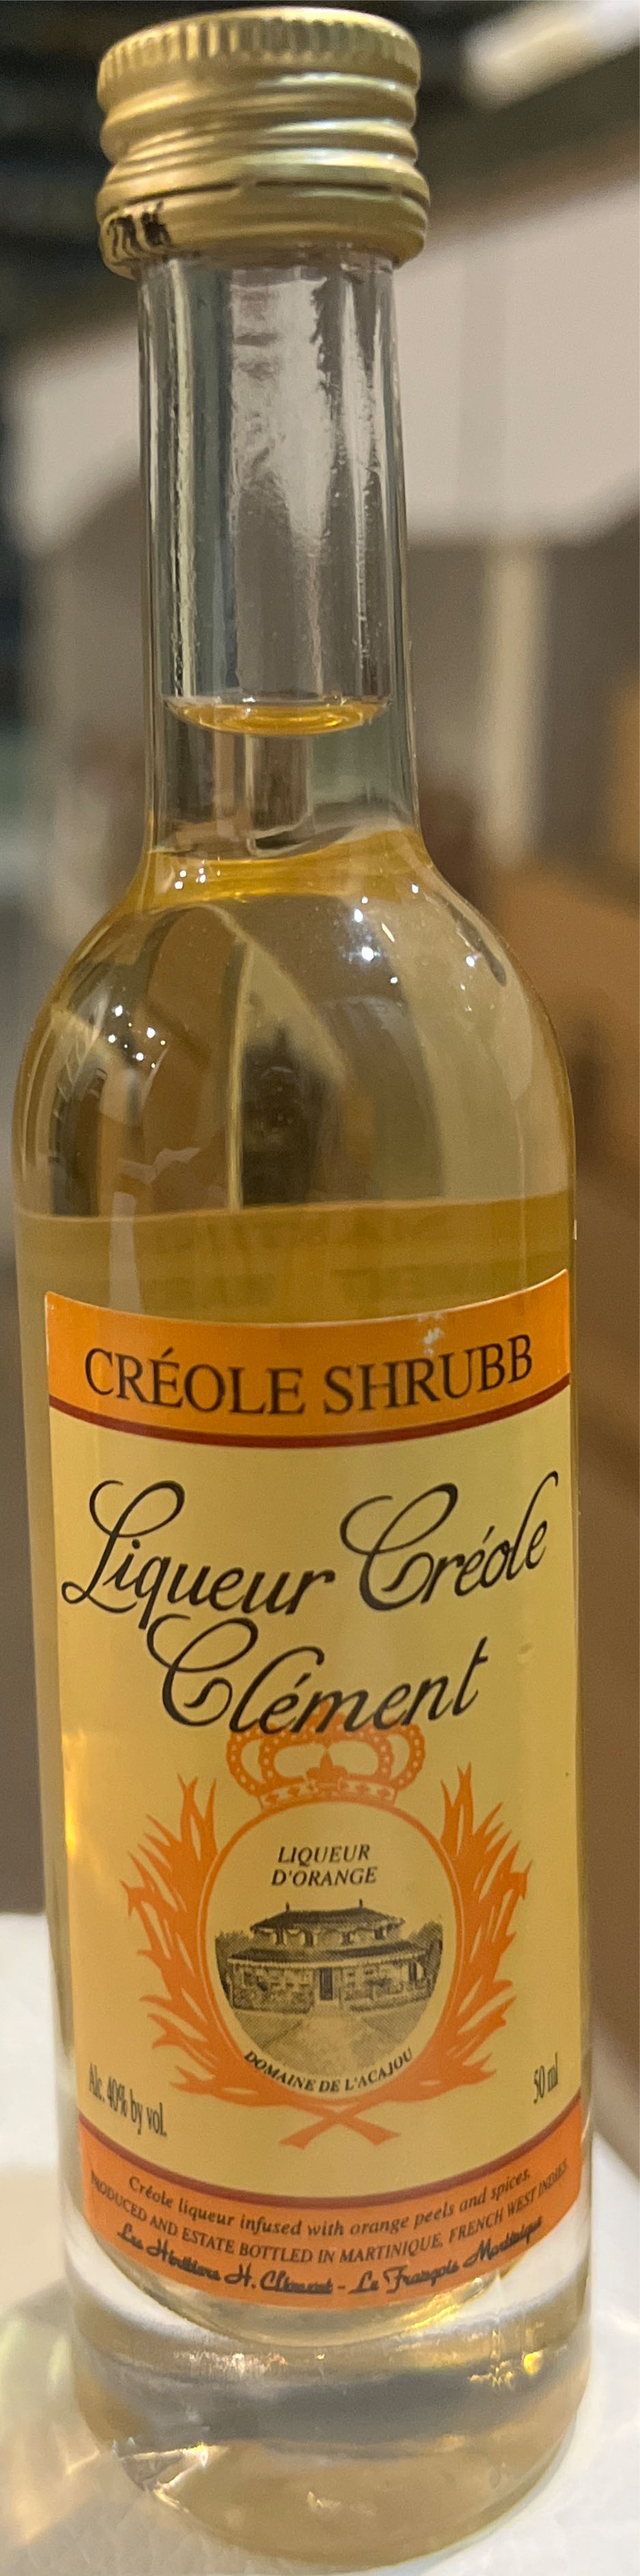 CRÉOLE SHRUBB
Liqueur Créole
Clément
LIQUEUR
D'ORANGE
DOMAINE DE L'ACAJOU
Alc. 40% by vol.
50 ml
Créole liqueur infused with orange peels and spices.
PRODUCED AND ESTATE BOTTLED IN MARTINIQUE, FRENCH WEST INDIES.
Les Héritiers H. Clément - Le François Martinique